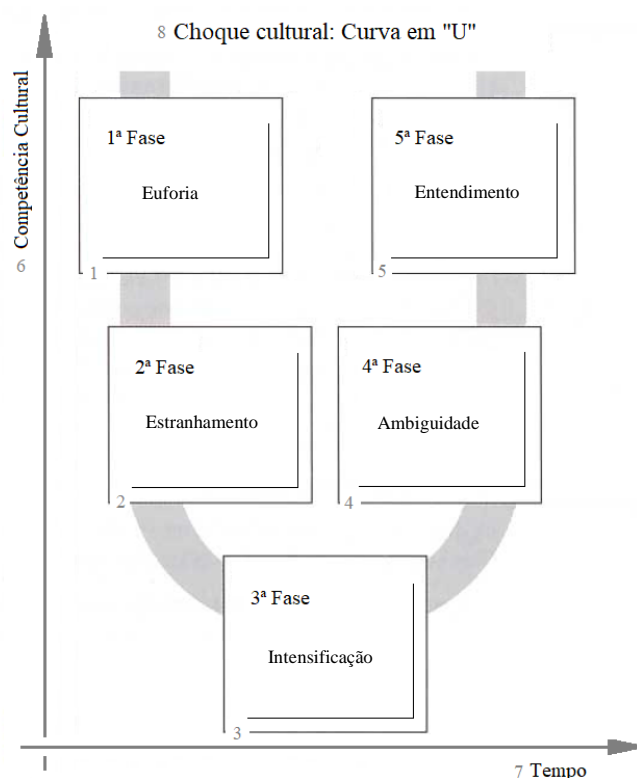 8 Choque cultural: Curva em "U"
Competência Cultural
6
1ª Fase
Euforia
1
5ª Fase
Entendimento
5
2ª Fase
Estranhamento
2
4ª Fase
Ambiguidade
4
3ª Fase
Intensificação
3
7 Tempo